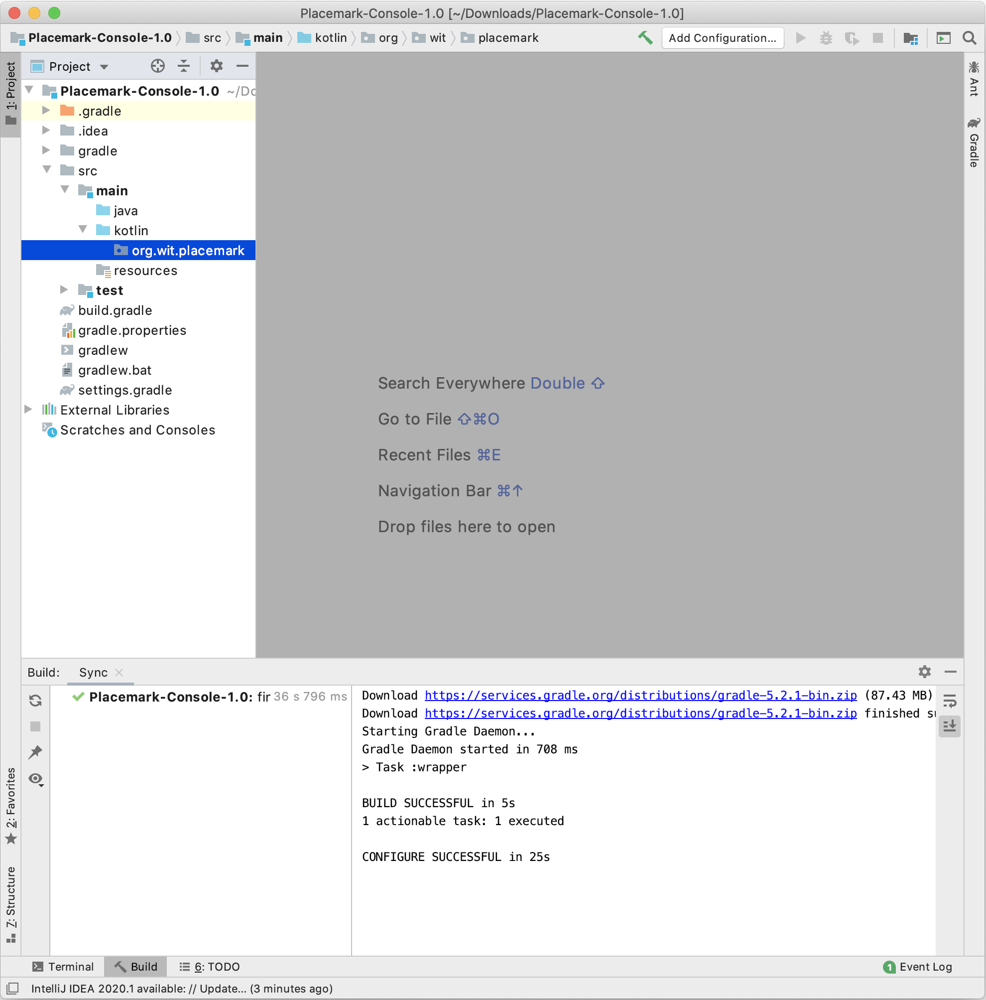 Placemark-Console-1.0 [~/Downloads/Placemark-Console-1.0]
Placemark-Console-1.0 src main kotlin org wit placemark Add Configuration...
1: Project
Project
Placemark-Console-1.0 ~/Do
.gradle
.idea
gradle
src
main
java
kotlin
org.wit.placemark
resources
test
build.gradle
gradle.properties
gradlew
gradlew.bat
settings.gradle
External Libraries
Scratches and Consoles
Search Everywhere Double ⇧
Go to File ⇧⌘O
Recent Files ⌘E
Navigation Bar ⌘↑
Drop files here to open
Ant
Gradle
Build: Sync
Placemark-Console-1.0: fir 36 s 796 ms
Download https://services.gradle.org/distributions/gradle-5.2.1-bin.zip (87.43 MB)
Download https://services.gradle.org/distributions/gradle-5.2.1-bin.zip finished su
Starting Gradle Daemon...
Gradle Daemon started in 708 ms
> Task :wrapper
BUILD SUCCESSFUL in 5s
1 actionable task: 1 executed
CONFIGURE SUCCESSFUL in 25s
2: Favorites
7: Structure
Terminal Build 6: TODO 1 Event Log
IntelliJ IDEA 2020.1 available: // Update... (3 minutes ago)